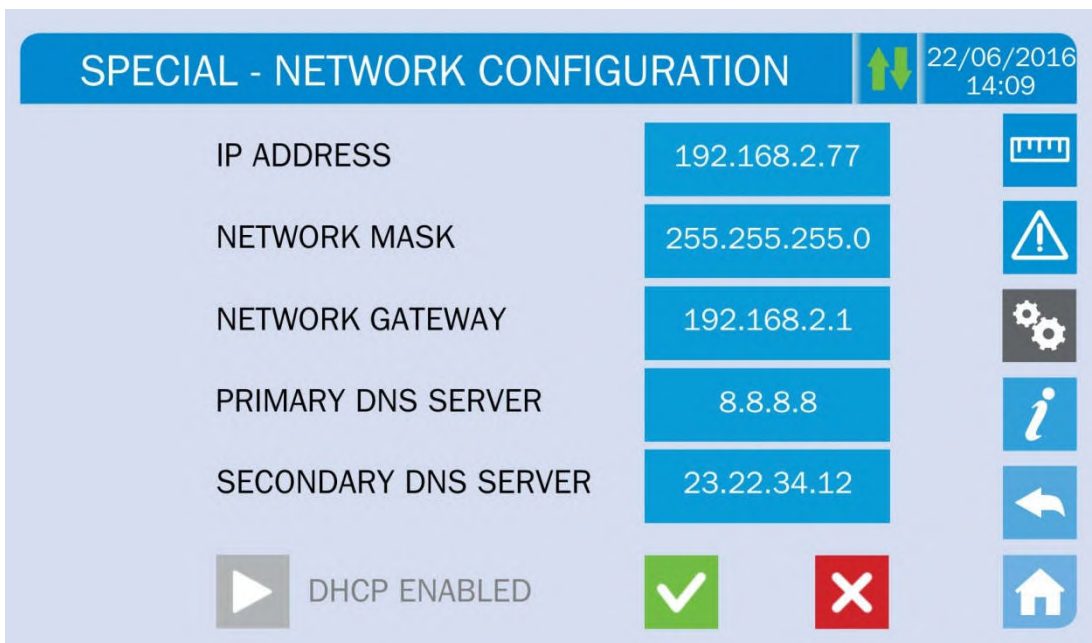 SPECIAL - NETWORK CONFIGURATION
22/06/2016
14:09
IP ADDRESS
192.168.2.77
NETWORK MASK
255.255.255.0
NETWORK GATEWAY
192.168.2.1
PRIMARY DNS SERVER
8.8.8.8
SECONDARY DNS SERVER
23.22.34.12
DHCP ENABLED